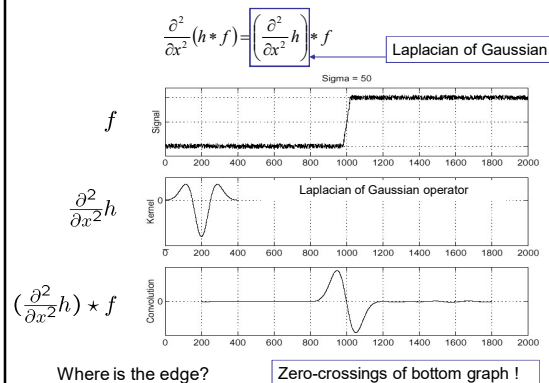 ∂²/∂x² (h * f) = (∂²/∂x² h) * f
Laplacian of Gaussian
Sigma = 50
f
Signal
0 200 400 600 800 1000 1200 1400 1600 1800 2000
∂²/∂x² h
Kernel
0
Laplacian of Gaussian operator
0 200 400 600 800 1000 1200 1400 1600 1800 2000
(∂²/∂x² h) ⋆ f
Convolution
0
0 200 400 600 800 1000 1200 1400 1600 1800 2000
Where is the edge?
Zero-crossings of bottom graph !